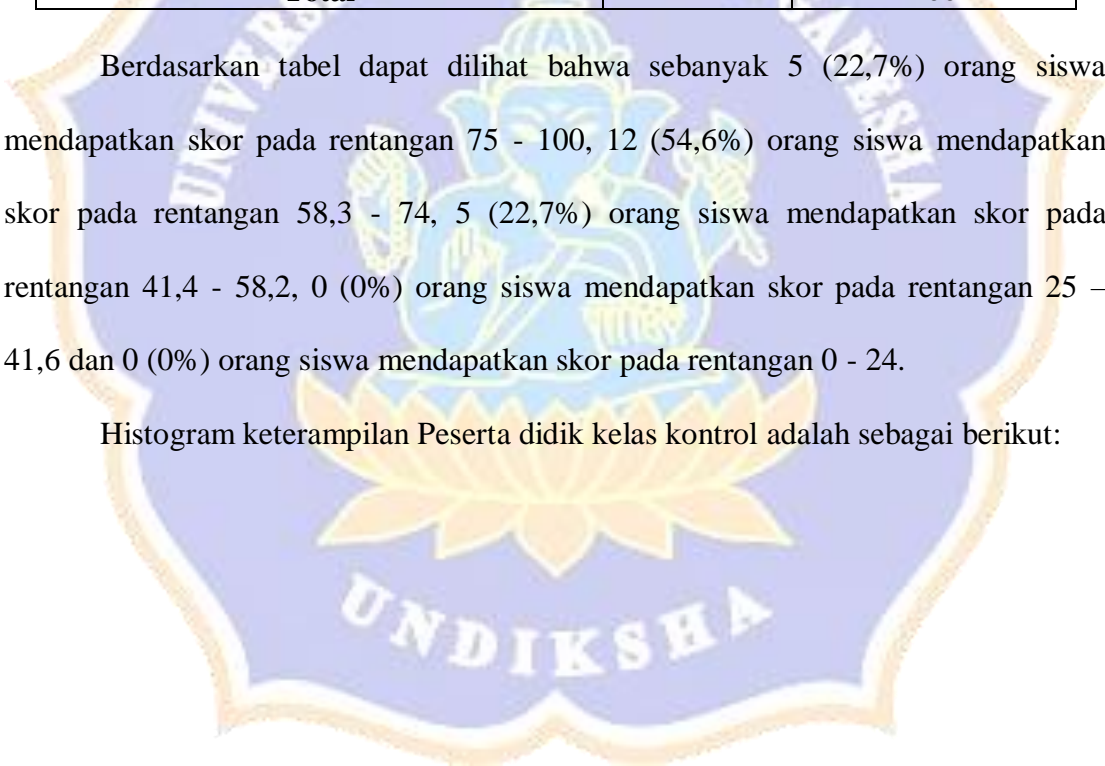 Berdasarkan tabel dapat dilihat bahwa sebanyak 5 (22,7%) orang siswa
mendapatkan skor pada rentangan 75 - 100, 12 (54,6%) orang siswa mendapatkan
skor pada rentangan 58,3 - 74, 5 (22,7%) orang siswa mendapatkan skor pada
rentangan 41,4 - 58,2, 0 (0%) orang siswa mendapatkan skor pada rentangan 25 –
41,6 dan 0 (0%) orang siswa mendapatkan skor pada rentangan 0 - 24.
Histogram keterampilan Peserta didik kelas kontrol adalah sebagai berikut:
UNDIKSHA